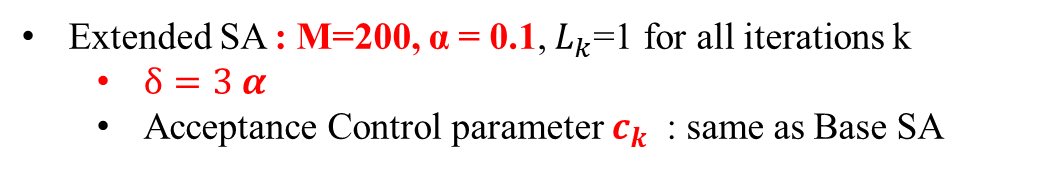 • Extended SA : M=200, α = 0.1, Lₖ=1 for all iterations k
• δ = 3 α
• Acceptance Control parameter cₖ : same as Base SA